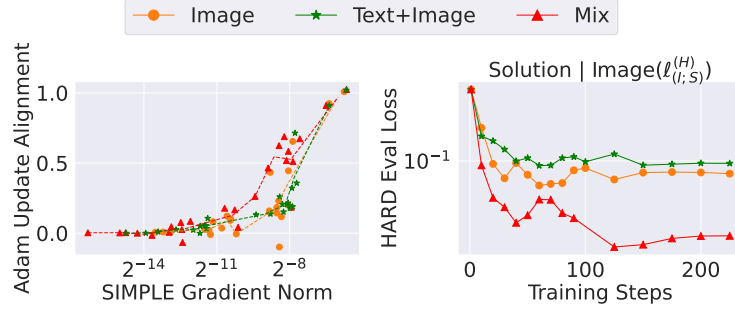 Image Text+Image Mix
Adam Update Alignment
1.0
0.5
0.0
2⁻¹⁴ 2⁻¹¹ 2⁻⁸
SIMPLE Gradient Norm
Solution | Image(ℓ₍ₗ;S₎⁽ᴴ⁾)
HARD Eval Loss
10⁻¹
0 100 200
Training Steps